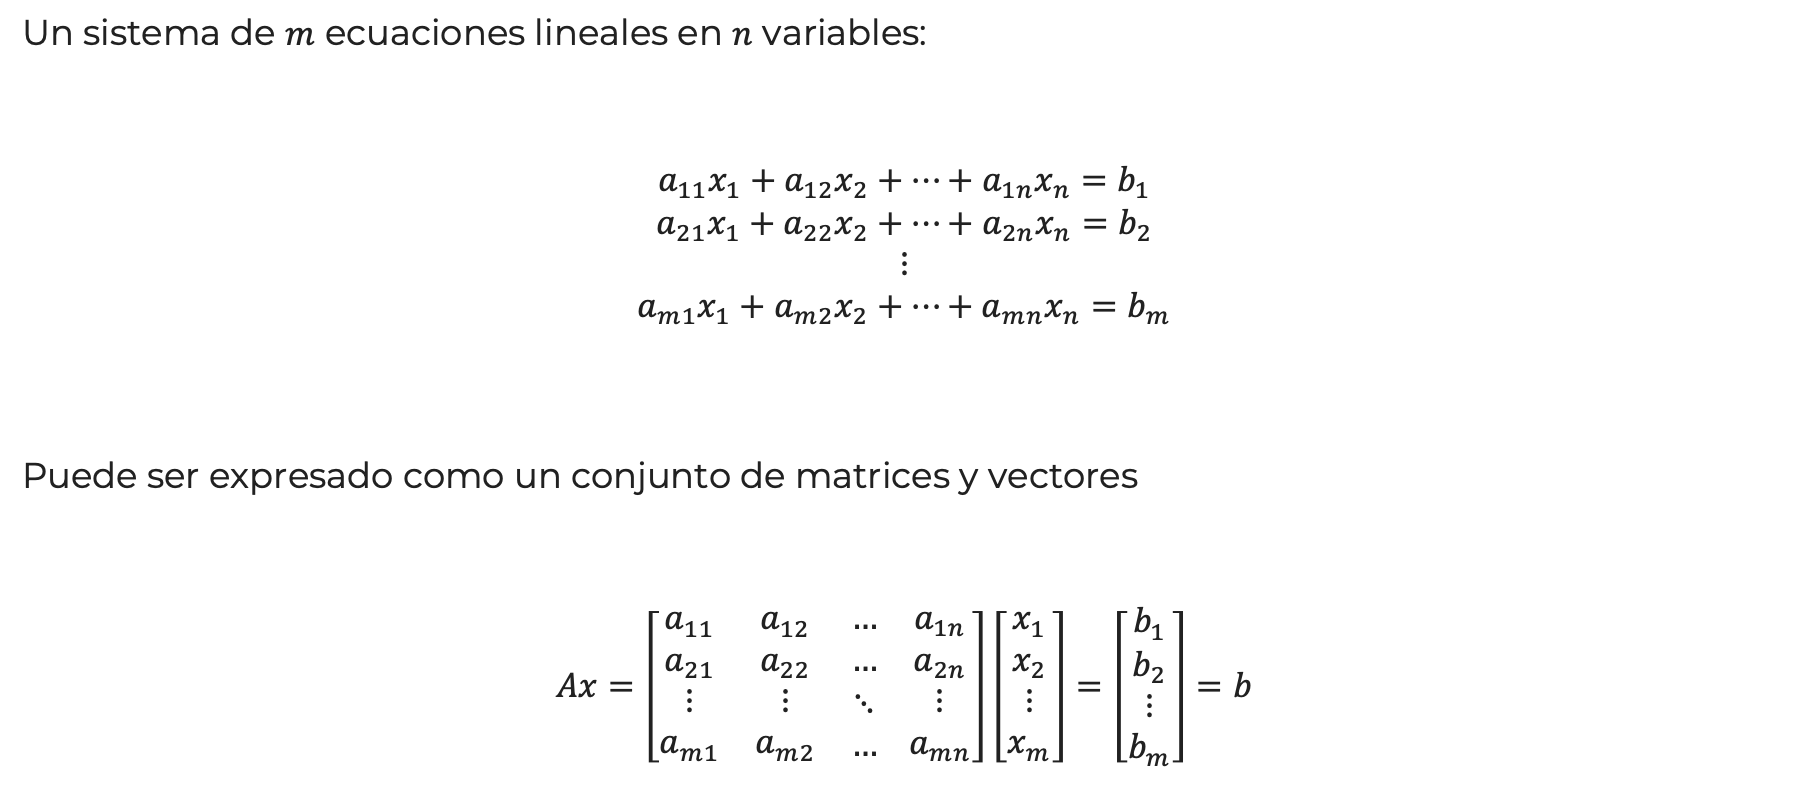 Un sistema de m ecuaciones lineales en n variables:
a₁₁x₁ + a₁₂x₂ + ⋯ + a₁ₙxₙ = b₁
a₂₁x₁ + a₂₂x₂ + ⋯ + a₂ₙxₙ = b₂
⋮
aₘ₁x₁ + aₘ₂x₂ + ⋯ + aₘₙxₙ = bₘ
Puede ser expresado como un conjunto de matrices y vectores
Ax = [a₁₁ a₁₂ … a₁ₙ; a₂₁ a₂₂ … a₂ₙ; ⋮ ⋮ ⋱ ⋮; aₘ₁ aₘ₂ … aₘₙ] [x₁; x₂; ⋮; xₘ] = [b₁; b₂; ⋮; bₘ] = b